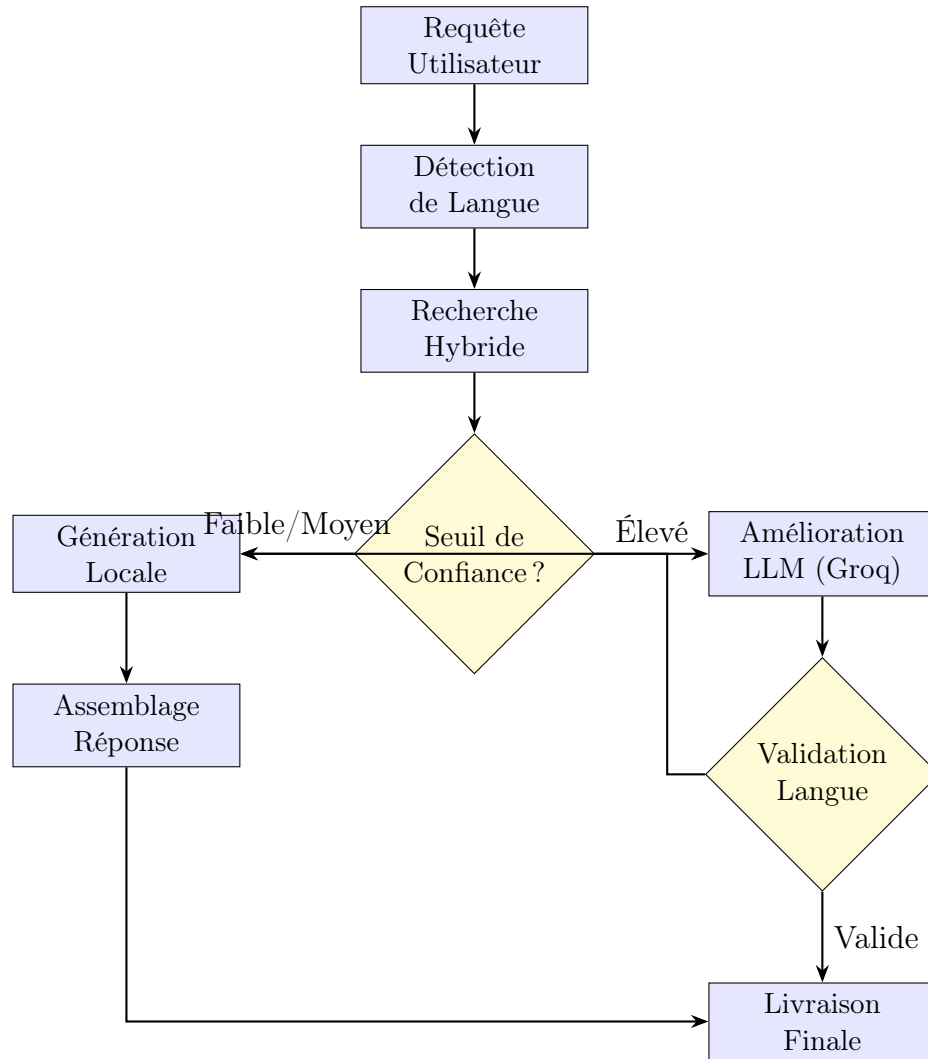 Requête
Utilisateur
Détection
de Langue
Recherche
Hybride
Faible/Moyen
Seuil de
Confiance ?
Élevé
Génération
Locale
Amélioration
LLM (Groq)
Assemblage
Réponse
Validation
Langue
Valide
Livraison
Finale